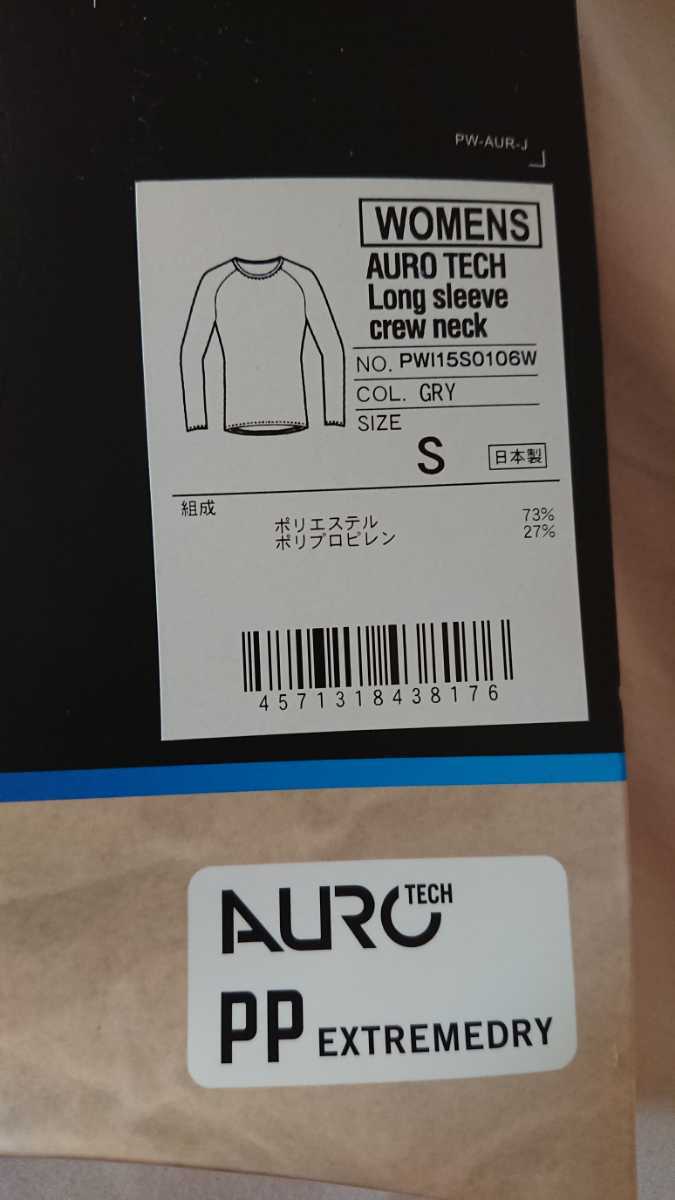 PW-AUR-J
WOMENS
AURO TECH
Long sleeve
crew neck
NO. PWI15S0106W
COL. GRY
SIZE
S 日本製
組成
ポリエステル 73%
ポリプロピレン 27%
4571318438176
AURO TECH
PP EXTREMEDRY